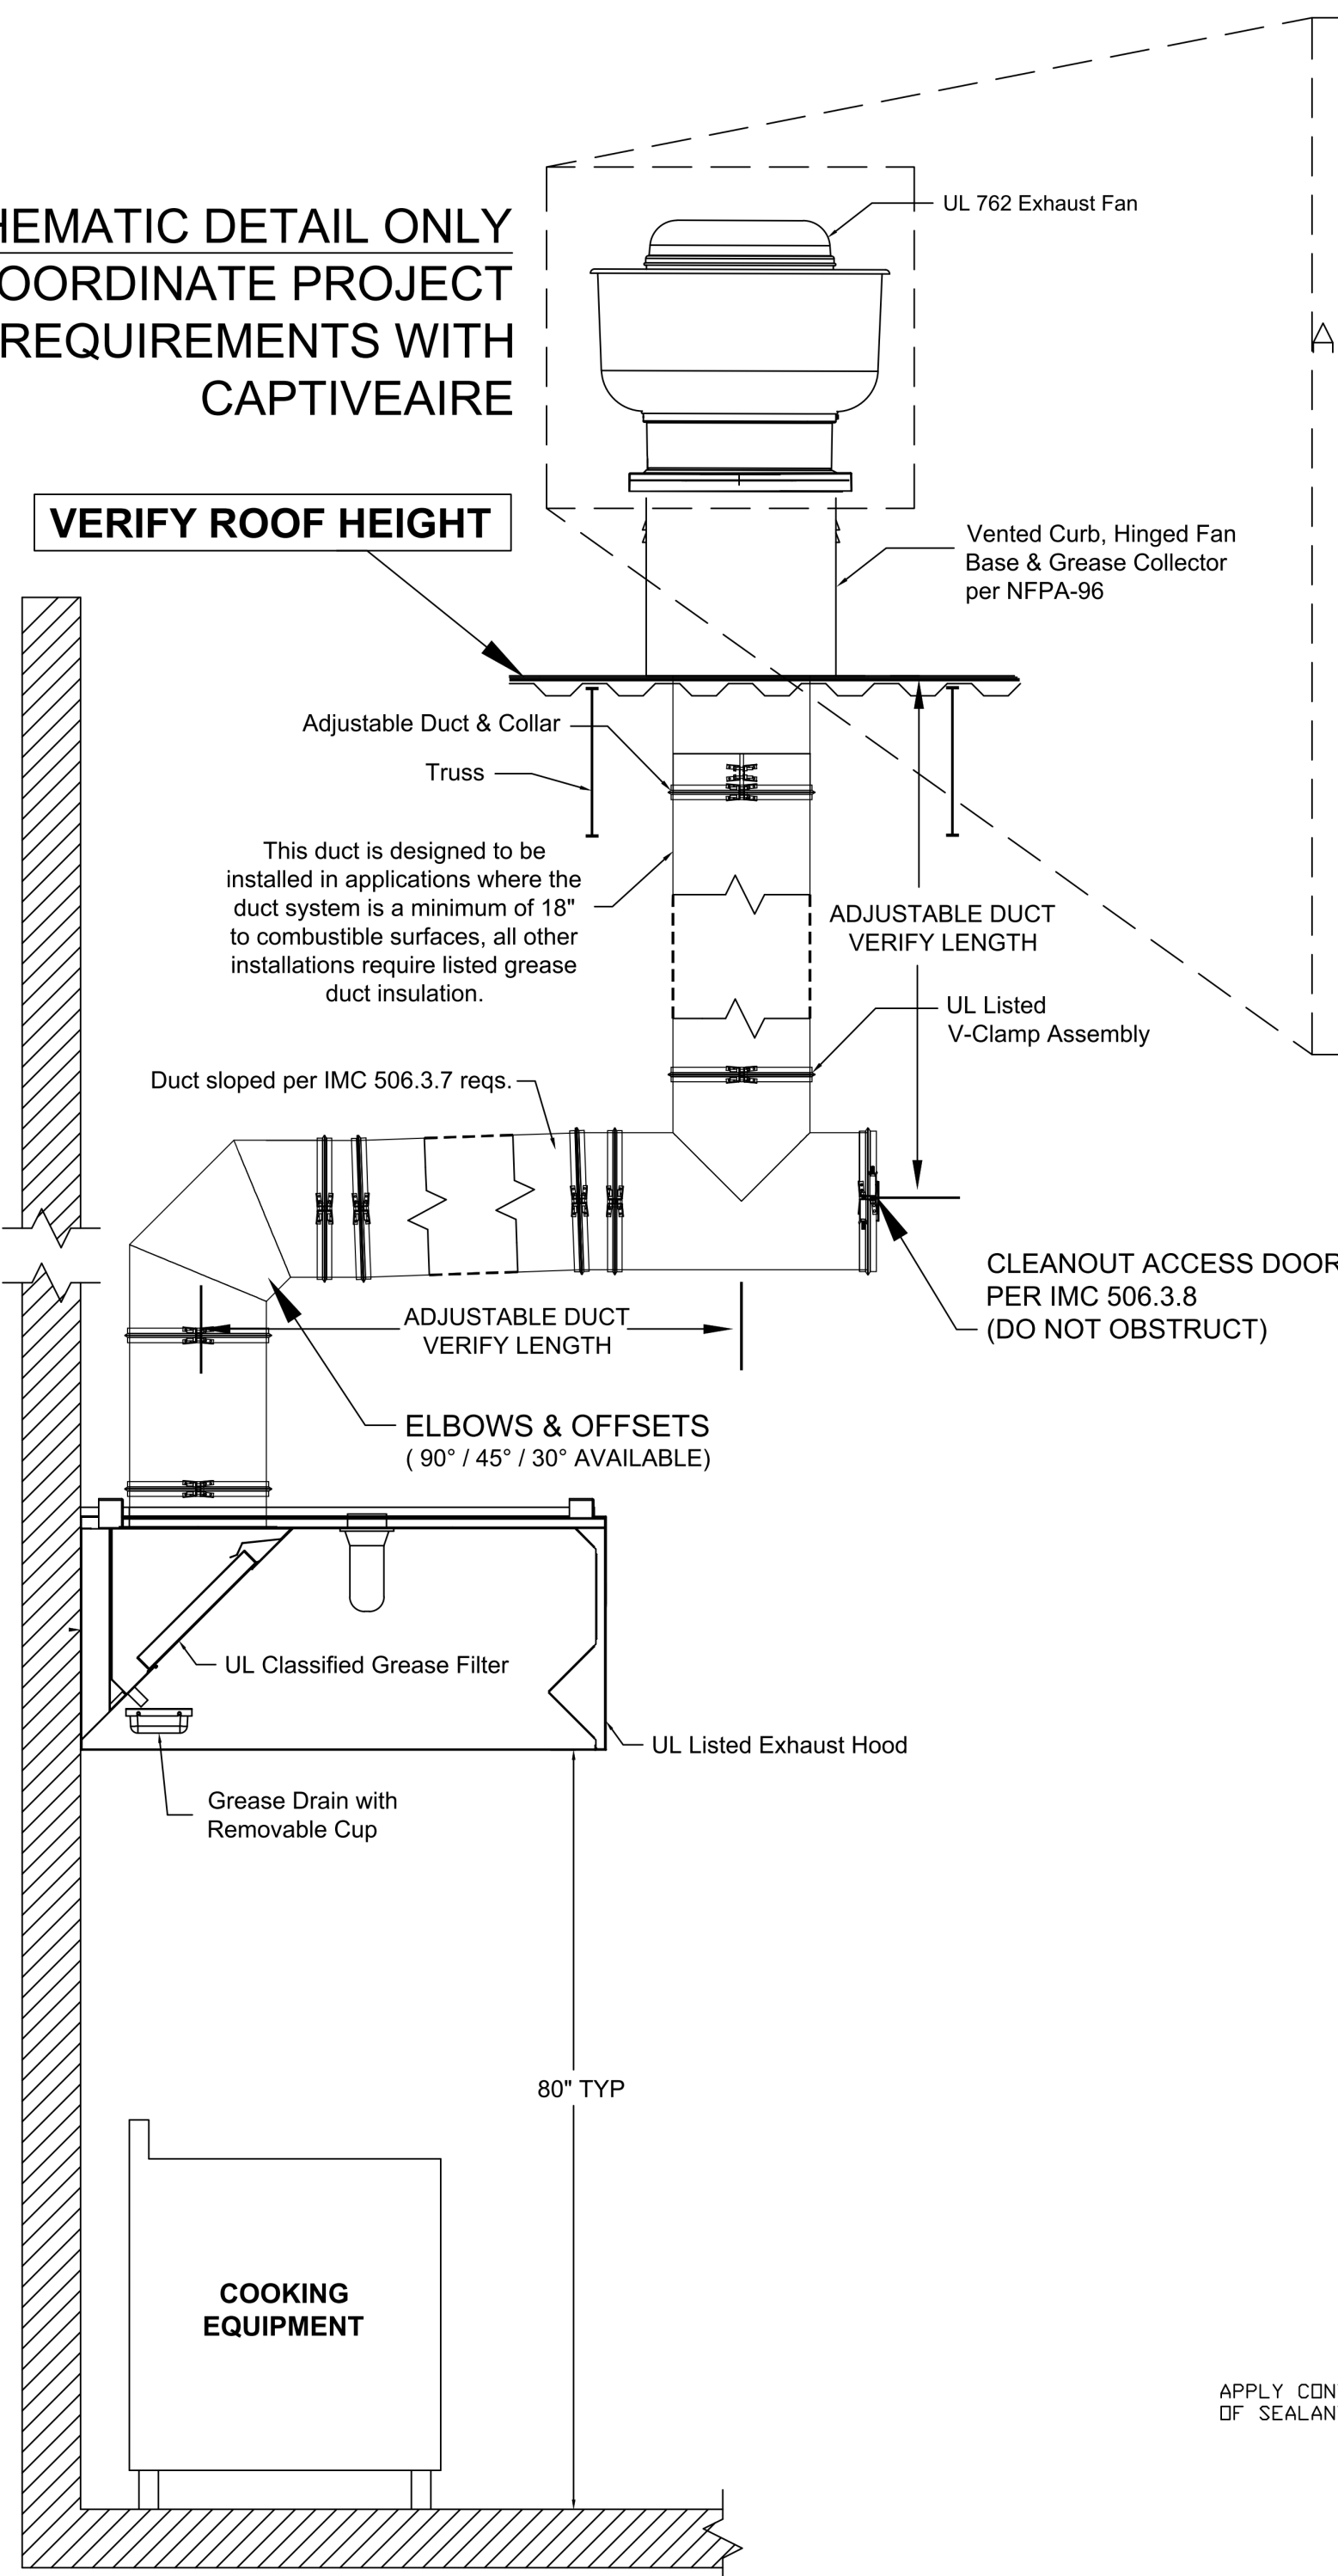 HEMATIC DETAIL ONLY
OORDINATE PROJECT
REQUIREMENTS WITH
CAPTIVEAIRE
UL 762 Exhaust Fan
A
VERIFY ROOF HEIGHT
Vented Curb, Hinged Fan
Base & Grease Collector
per NFPA-96
Adjustable Duct & Collar
Truss
This duct is designed to be
installed in applications where the
duct system is a minimum of 18"
to combustible surfaces, all other
installations require listed grease
duct insulation.
ADJUSTABLE DUCT
VERIFY LENGTH
UL Listed
V-Clamp Assembly
Duct sloped per IMC 506.3.7 reqs.
CLEANOUT ACCESS DOOR
PER IMC 506.3.8
(DO NOT OBSTRUCT)
ADJUSTABLE DUCT
VERIFY LENGTH
ELBOWS & OFFSETS
( 90° / 45° / 30° AVAILABLE)
UL Classified Grease Filter
UL Listed Exhaust Hood
Grease Drain with
Removable Cup
80" TYP
COOKING
EQUIPMENT
APPLY CON
OF SEALAN